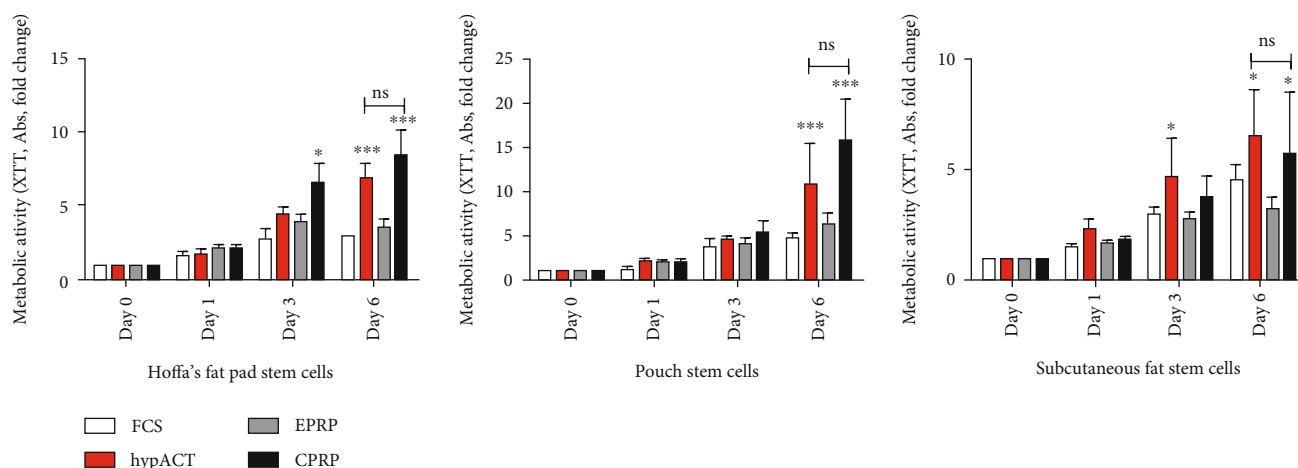 Metabolic ativity (XTT, Abs, fold change)
15
10
5
0
ns
*
***
***
Day 0
Day 1
Day 3
Day 6
Hoffa's fat pad stem cells
Metabolic ativity (XTT, Abs, fold change)
25
20
15
10
5
0
ns
***
***
Day 0
Day 1
Day 3
Day 6
Pouch stem cells
Metabolic ativity (XTT, Abs, fold change)
10
5
0
ns
*
*
*
Day 0
Day 1
Day 3
Day 6
Subcutaneous fat stem cells
FCS
hypACT
EPRP
CPRP